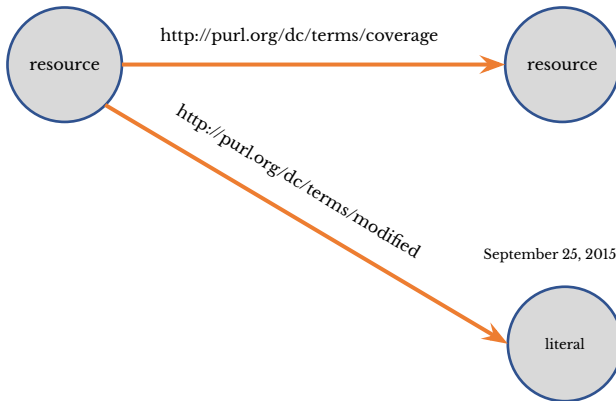 http://purl.org/dc/terms/coverage
resource
resource
http://purl.org/dc/terms/modified
September 25, 2015
literal